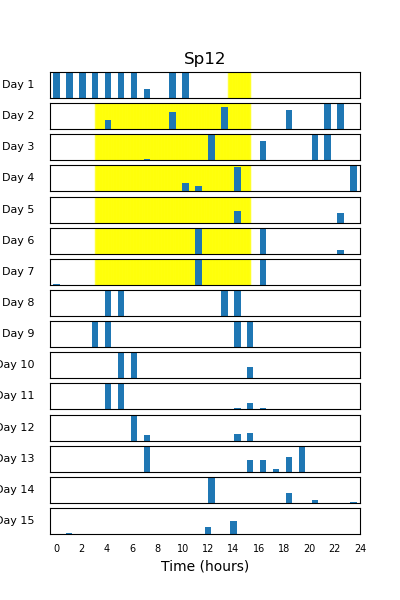 Sp12
Day 1
Day 2
Day 3
Day 4
Day 5
Day 6
Day 7
Day 8
Day 9
Day 10
Day 11
Day 12
Day 13
Day 14
Day 15
0 2 4 6 8 10 12 14 16 18 20 22 24
Time (hours)